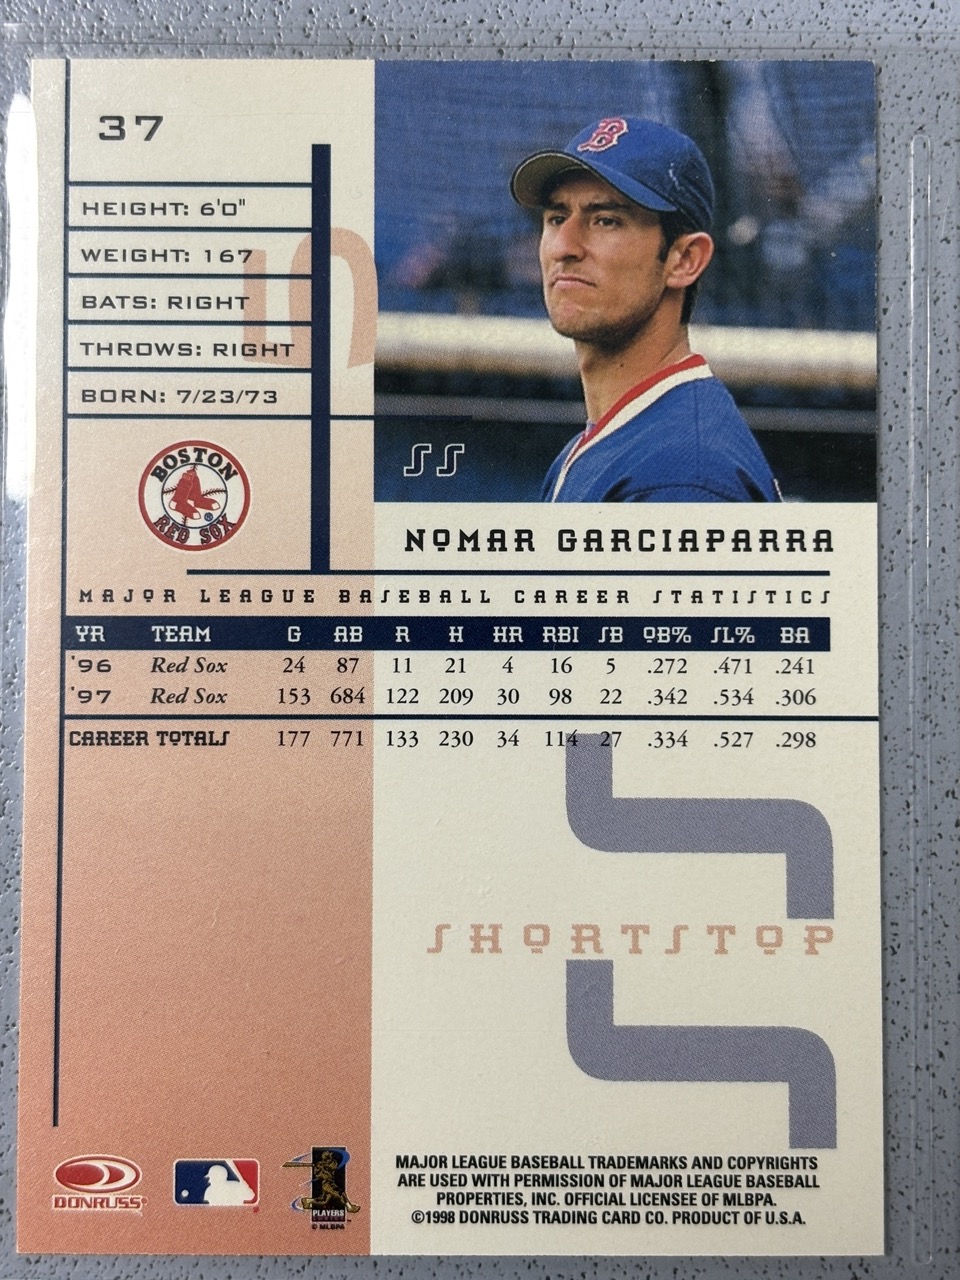 37
HEIGHT: 6'0"
WEIGHT: 167
BATS: RIGHT
THROWS: RIGHT
BORN: 7/23/73
B
BOSTON
RED SOX
SS
NOMAR GARCIAPARRA
MAJOR LEAGUE BASEBALL CAREER STATISTICS
YR TEAM G AB R H HR RBI SB OB% SL% BA
'96 Red Sox 24 87 11 21 4 16 5 .272 .471 .241
'97 Red Sox 153 684 122 209 30 98 22 .342 .534 .306
CAREER TOTALS 177 771 133 230 34 114 27 .334 .527 .298
SHORTSTOP
DONRUSS
PLAYERS
© MLBPA
MAJOR LEAGUE BASEBALL TRADEMARKS AND COPYRIGHTS
ARE USED WITH PERMISSION OF MAJOR LEAGUE BASEBALL
PROPERTIES, INC. OFFICIAL LICENSEE OF MLBPA.
©1998 DONRUSS TRADING CARD CO. PRODUCT OF U.S.A.